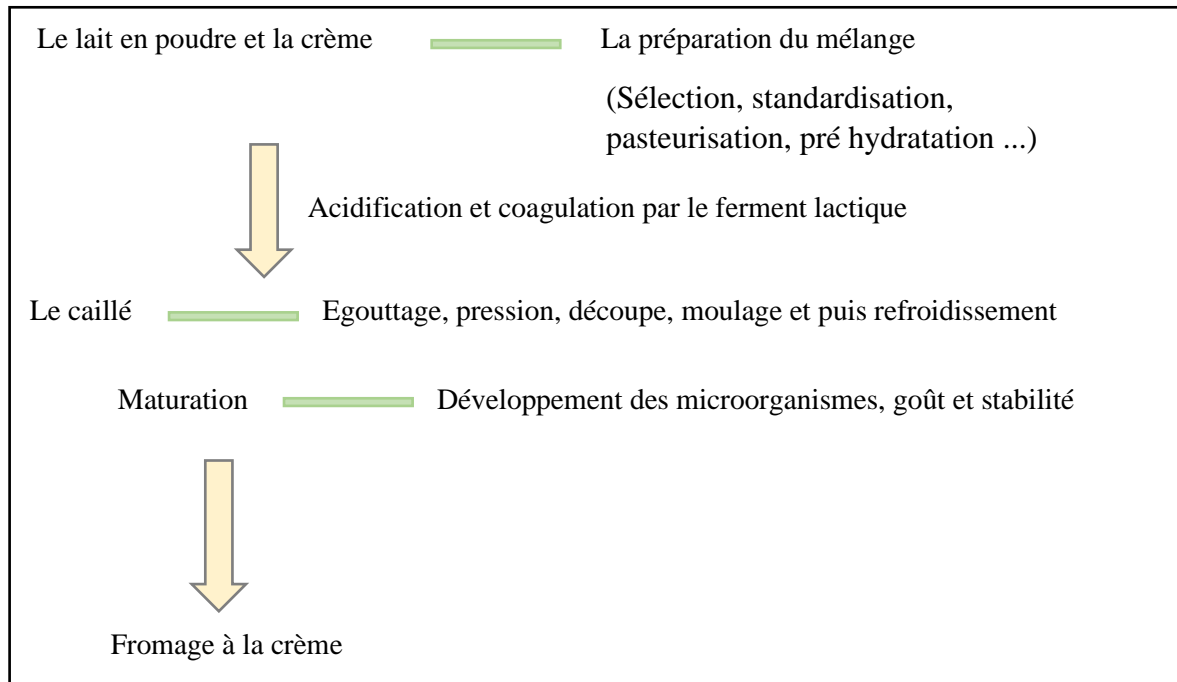 Le lait en poudre et la crème La préparation du mélange
(Sélection, standardisation,
pasteurisation, pré hydratation ...)
Acidification et coagulation par le ferment lactique
Le caillé Egouttage, pression, découpe, moulage et puis refroidissement
Maturation Développement des microorganismes, goût et stabilité
Fromage à la crème